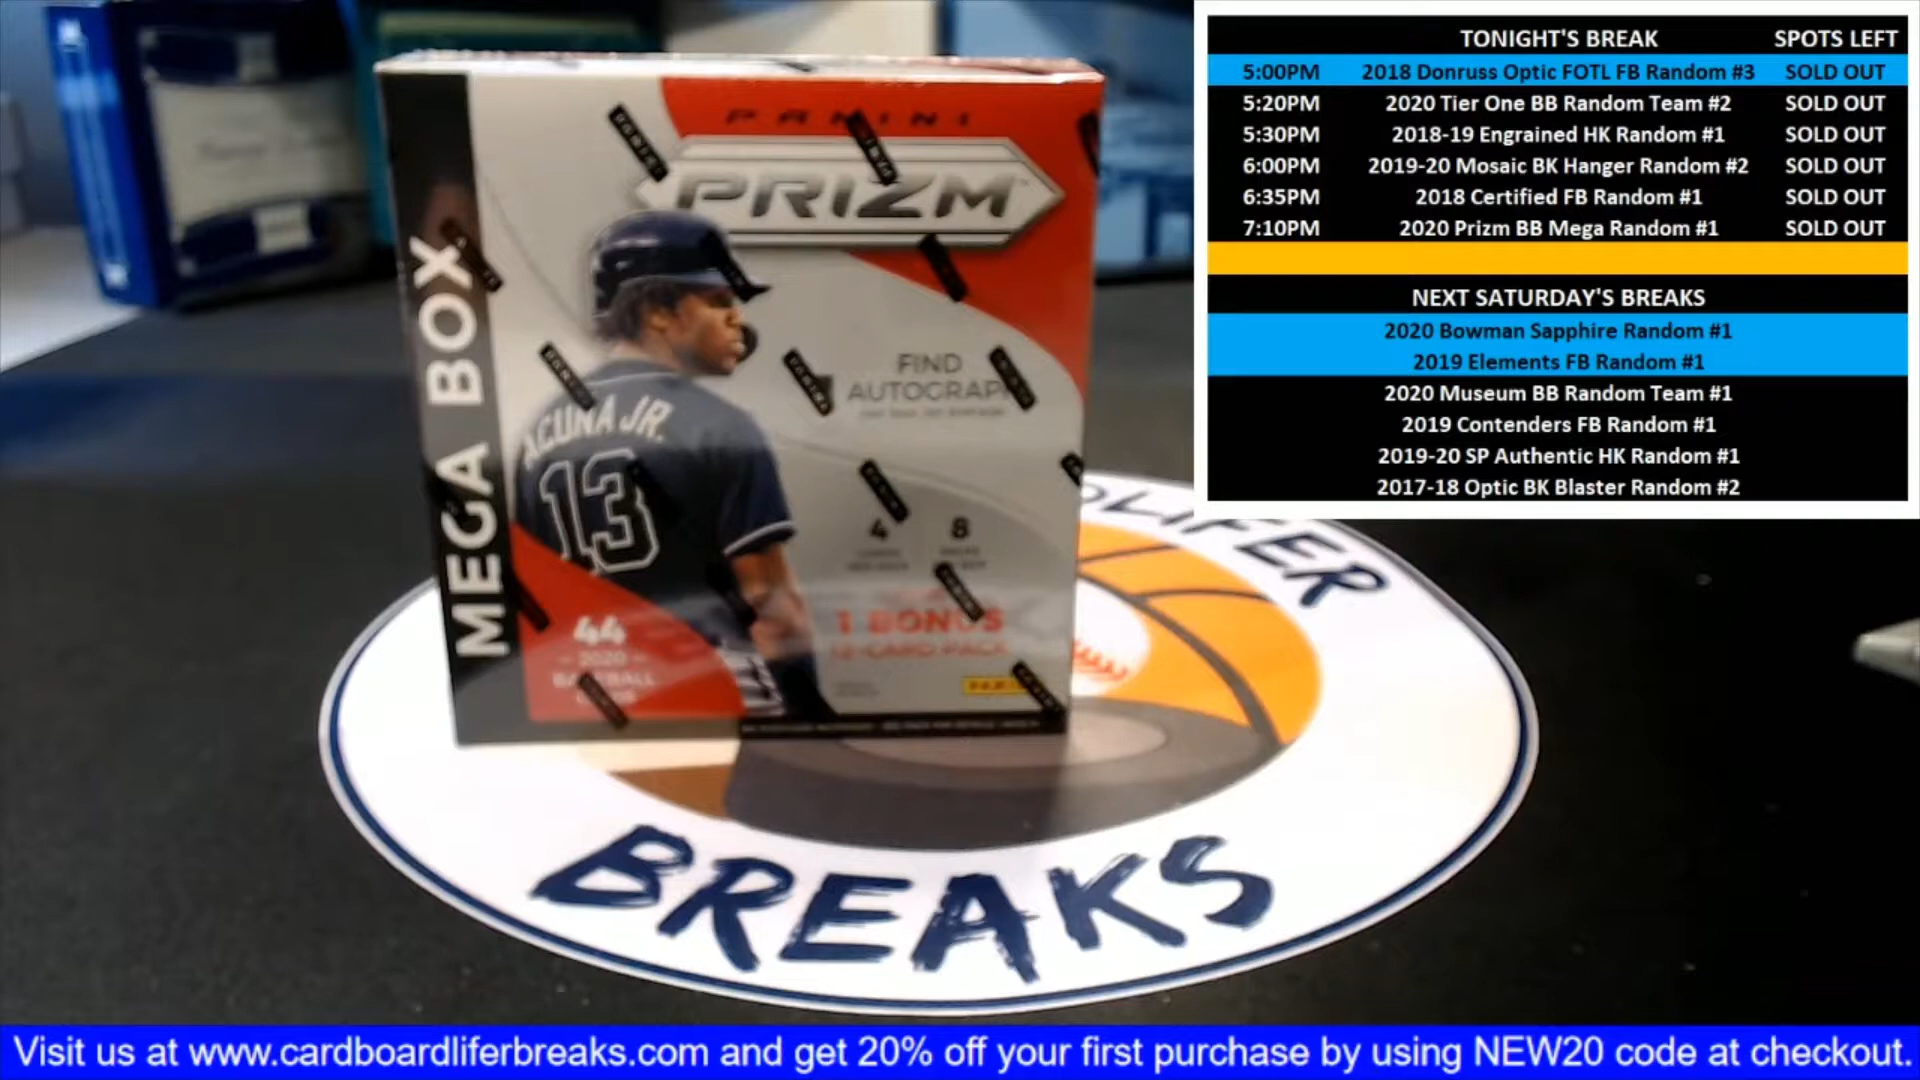 TONIGHT'S BREAK SPOTS LEFT
5:00PM 2018 Donruss Optic FOTL FB Random #3 SOLD OUT
5:20PM 2020 Tier One BB Random Team #2 SOLD OUT
5:30PM 2018-19 Engrained HK Random #1 SOLD OUT
6:00PM 2019-20 Mosaic BK Hanger Random #2 SOLD OUT
6:35PM 2018 Certified FB Random #1 SOLD OUT
7:10PM 2020 Prizm BB Mega Random #1 SOLD OUT
NEXT SATURDAY'S BREAKS
2020 Bowman Sapphire Random #1
2019 Elements FB Random #1
2020 Museum BB Random Team #1
2019 Contenders FB Random #1
2019-20 SP Authentic HK Random #1
2017-18 Optic BK Blaster Random #2
PANINI
PRIZM
MEGA BOX
FIND
AUTOGRAP
ACUNA JR.
13
4 8
1 BONUS
12-CARD PACK
44
2020
BASEBALL
LIFER
BREAKS
Visit us at www.cardboardliferbreaks.com and get 20% off your first purchase by using NEW20 code at checkout.